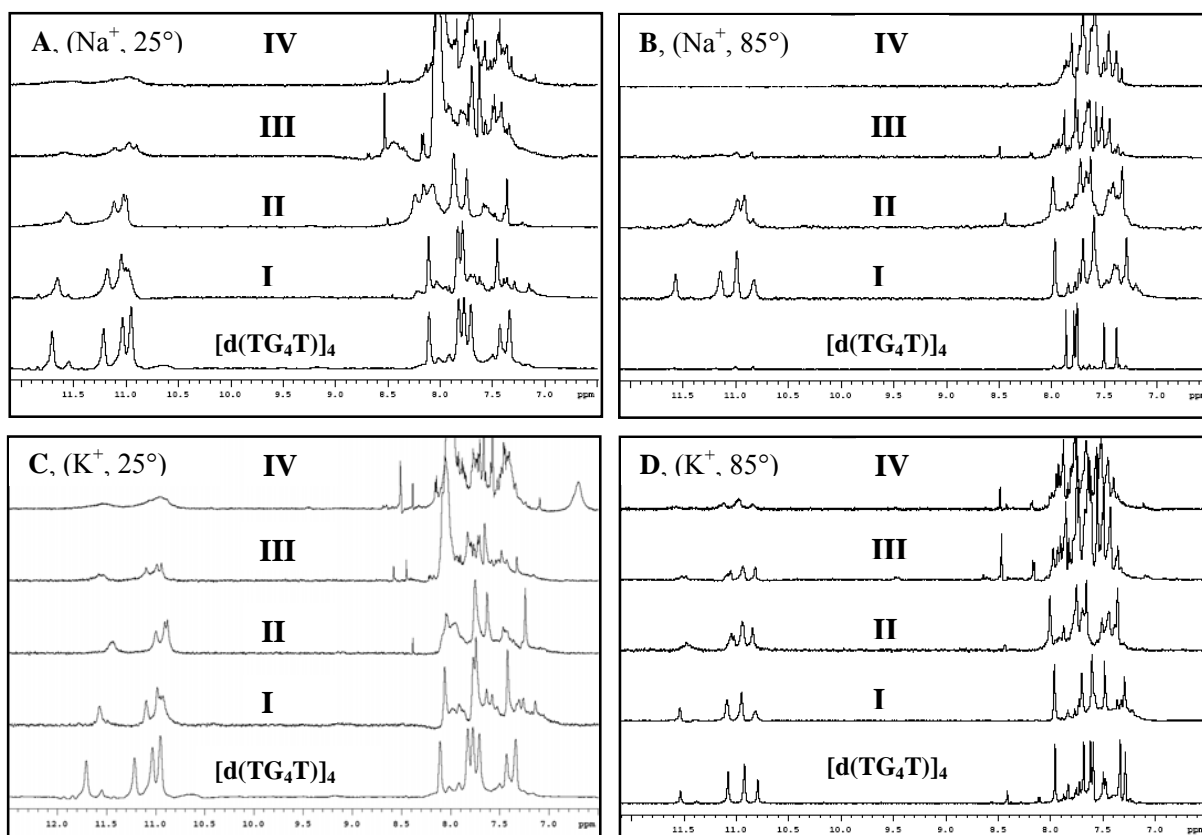 A, (Na⁺, 25°) IV
III
II
I
[d(TG₄T)]₄
11.5 11.0 10.5 10.0 9.5 9.0 8.5 8.0 7.5 7.0 ppm
B, (Na⁺, 85°) IV
III
II
I
[d(TG₄T)]₄
11.5 11.0 10.5 10.0 9.5 9.0 8.5 8.0 7.5 7.0 ppm
C, (K⁺, 25°) IV
III
II
I
[d(TG₄T)]₄
12.0 11.5 11.0 10.5 10.0 9.5 9.0 8.5 8.0 7.5 7.0 ppm
D, (K⁺, 85°) IV
III
II
I
[d(TG₄T)]₄
11.5 11.0 10.5 10.0 9.5 9.0 8.5 8.0 7.5 7.0 ppm